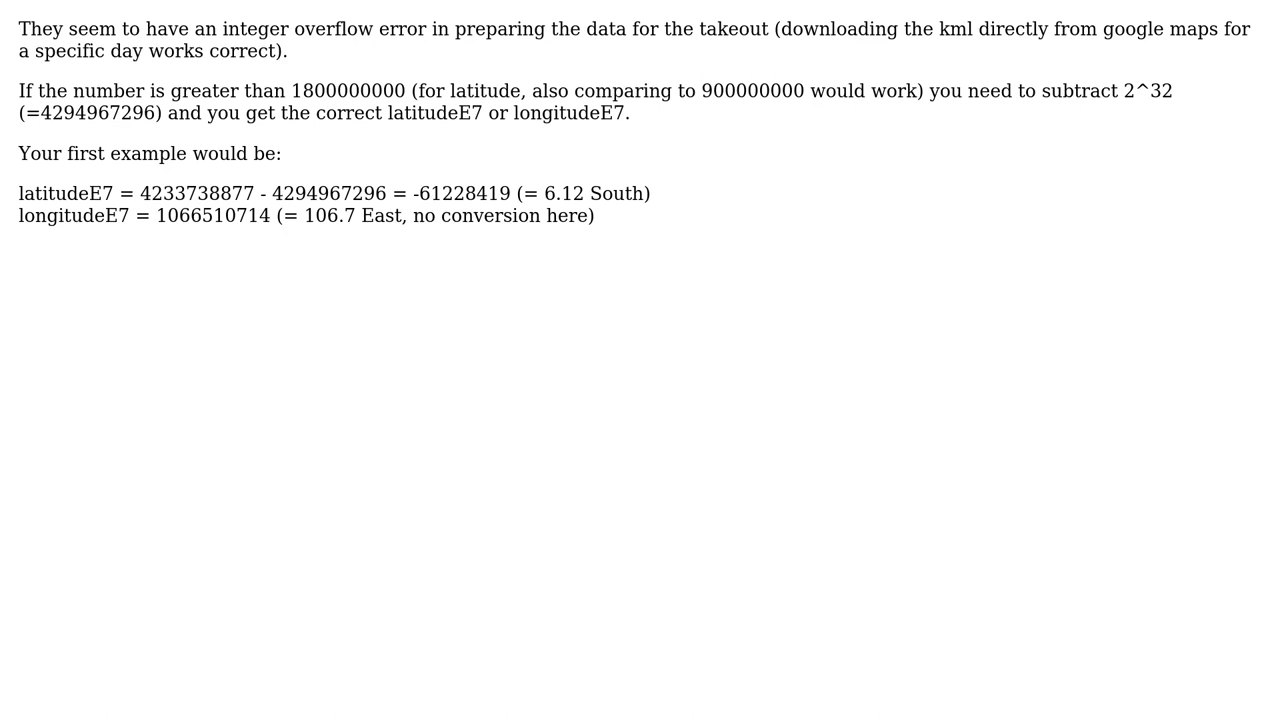 They seem to have an integer overflow error in preparing the data for the takeout (downloading the kml directly from google maps for
a specific day works correct).
If the number is greater than 1800000000 (for latitude, also comparing to 900000000 would work) you need to subtract 2^32
(=4294967296) and you get the correct latitudeE7 or longitudeE7.
Your first example would be:
latitudeE7 = 4233738877 - 4294967296 = -61228419 (= 6.12 South)
longitudeE7 = 1066510714 (= 106.7 East, no conversion here)